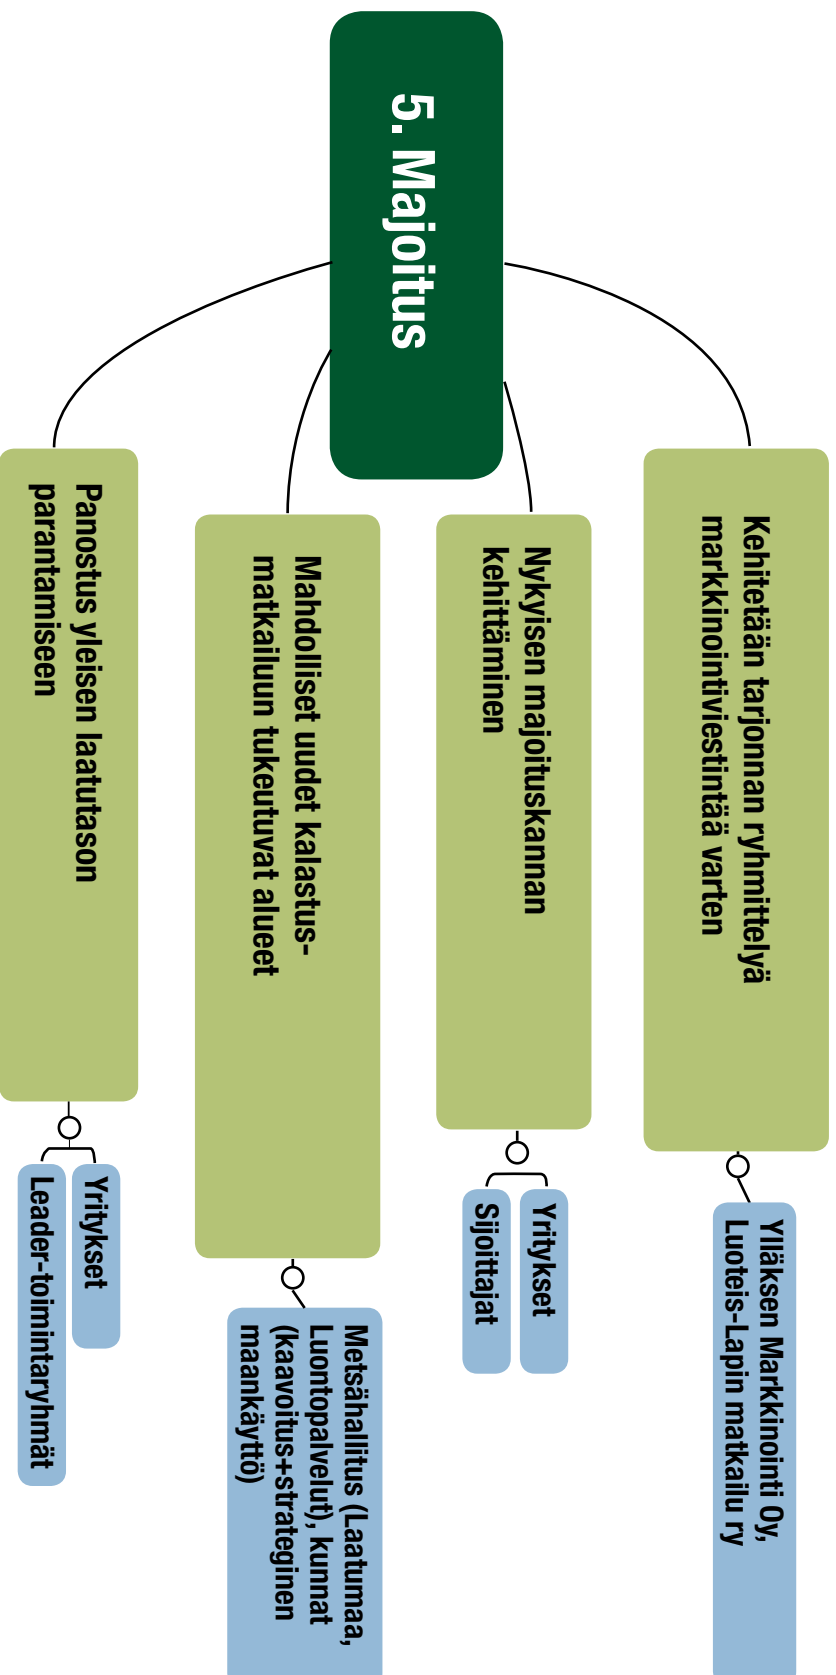 5. Majoitus
Kehitetään tarjonnan ryhmittelyä
markkinointiviestintää varten
Ylläksen Markkinointi Oy,
Luoteis-Lapin matkailu ry
Nykyisen majoituskannan
kehittäminen
Yritykset
Sijoittajat
Mahdolliset uudet kalastus-
matkailuun tukeutuvat alueet
Metsähallitus (Laatumaa,
Luontopalvelut), kunnat
(kaavoitus+strateginen
maankäyttö)
Panostus yleisen laatutason
parantamiseen
Yritykset
Leader-toimintaryhmät